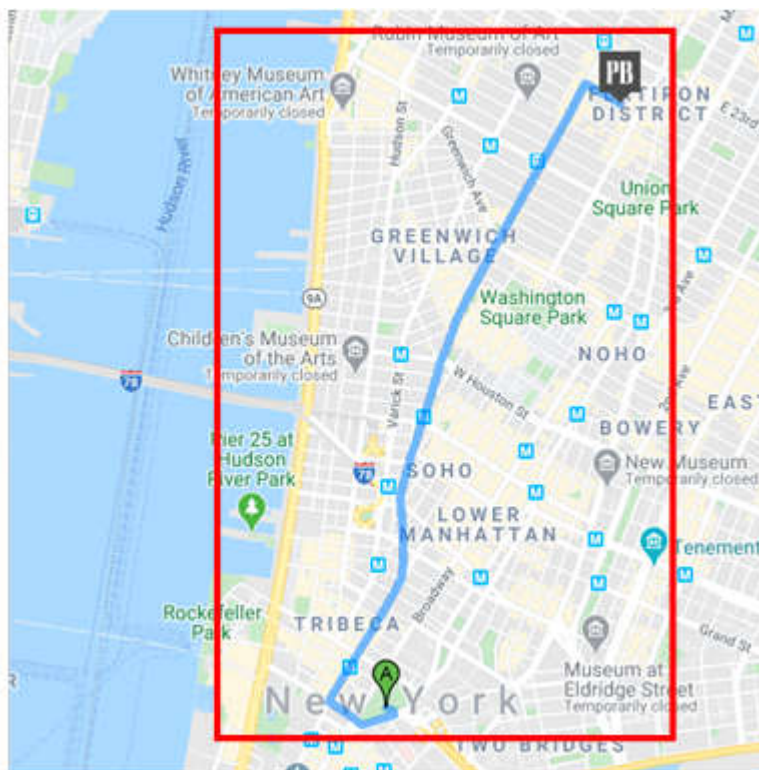 Rubin Museum of Art
Temporarily closed
PB
Whitney Museum
of American Art
Temporarily closed
FLATIRON
DISTRICT
E 23rd
Hudson St
Hudson River
Greenwich Ave
Union
Square Park
GREENWICH
VILLAGE
3rd Ave
9A
Washington
Square Park
Children's Museum
of the Arts
Temporarily closed
NOHO
78
W Houston St
2nd Ave
Varick St
EAST
BOWERY
Pier 25 at
Hudson
River Park
78
SOHO
New Museum
Temporarily closed
LOWER
MANHATTAN
Tenement
Broadway
Rockefeller
Park
TRIBECA
Grand St
A
New York
Museum at
Eldridge Street
Temporarily closed
TWO BRIDGES